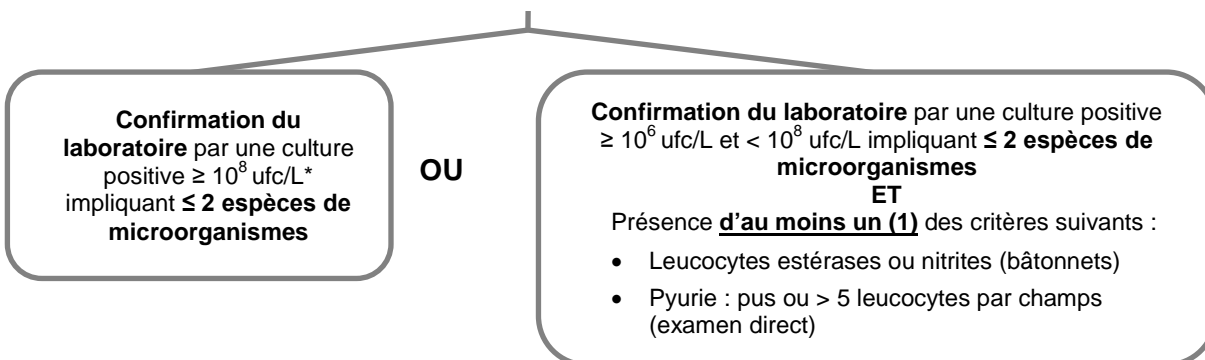 Confirmation du
laboratoire par une culture
positive ≥ 10⁸ ufc/L*
impliquant ≤ 2 espèces de
microorganismes
OU
Confirmation du laboratoire par une culture positive
≥ 10⁶ ufc/L et < 10⁸ ufc/L impliquant ≤ 2 espèces de
microorganismes
ET
Présence d'au moins un (1) des critères suivants :
• Leucocytes estérases ou nitrites (bâtonnets)
• Pyurie : pus ou > 5 leucocytes par champs
(examen direct)